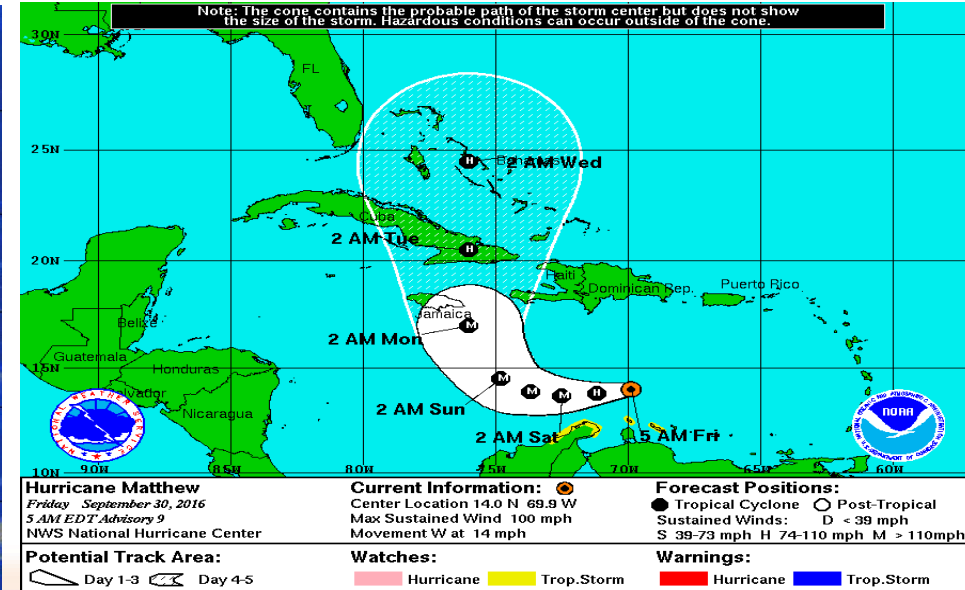 Note: The cone contains the probable path of the storm center but does not show
the size of the storm. Hazardous conditions can occur outside of the cone.
30N
FL
25N
Bahamas
2 AM Wed
Cuba
2 AM Tue
20N
Haiti
Dominican Rep.
Puerto Rico
Jamaica
Belize
2 AM Mon
Guatemala
15N
Honduras
Salvador
Nicaragua
2 AM Sun
2 AM Sat
5 AM Fri
H
H
M
M
M
M
H
NATIONAL WEATHER SERVICE
NOAA
10N
90W
80W
75W
70W
60W
Hurricane Matthew
Friday September 30, 2016
5 AM EDT Advisory 9
NWS National Hurricane Center
Current Information:
Center Location 14.0 N 69.9 W
Max Sustained Wind 100 mph
Movement W at 14 mph
Forecast Positions:
Tropical Cyclone Post-Tropical
Sustained Winds: D < 39 mph
S 39-73 mph H 74-110 mph M > 110mph
Potential Track Area:
Day 1-3 Day 4-5
Watches:
Hurricane Trop.Storm
Warnings:
Hurricane Trop.Storm